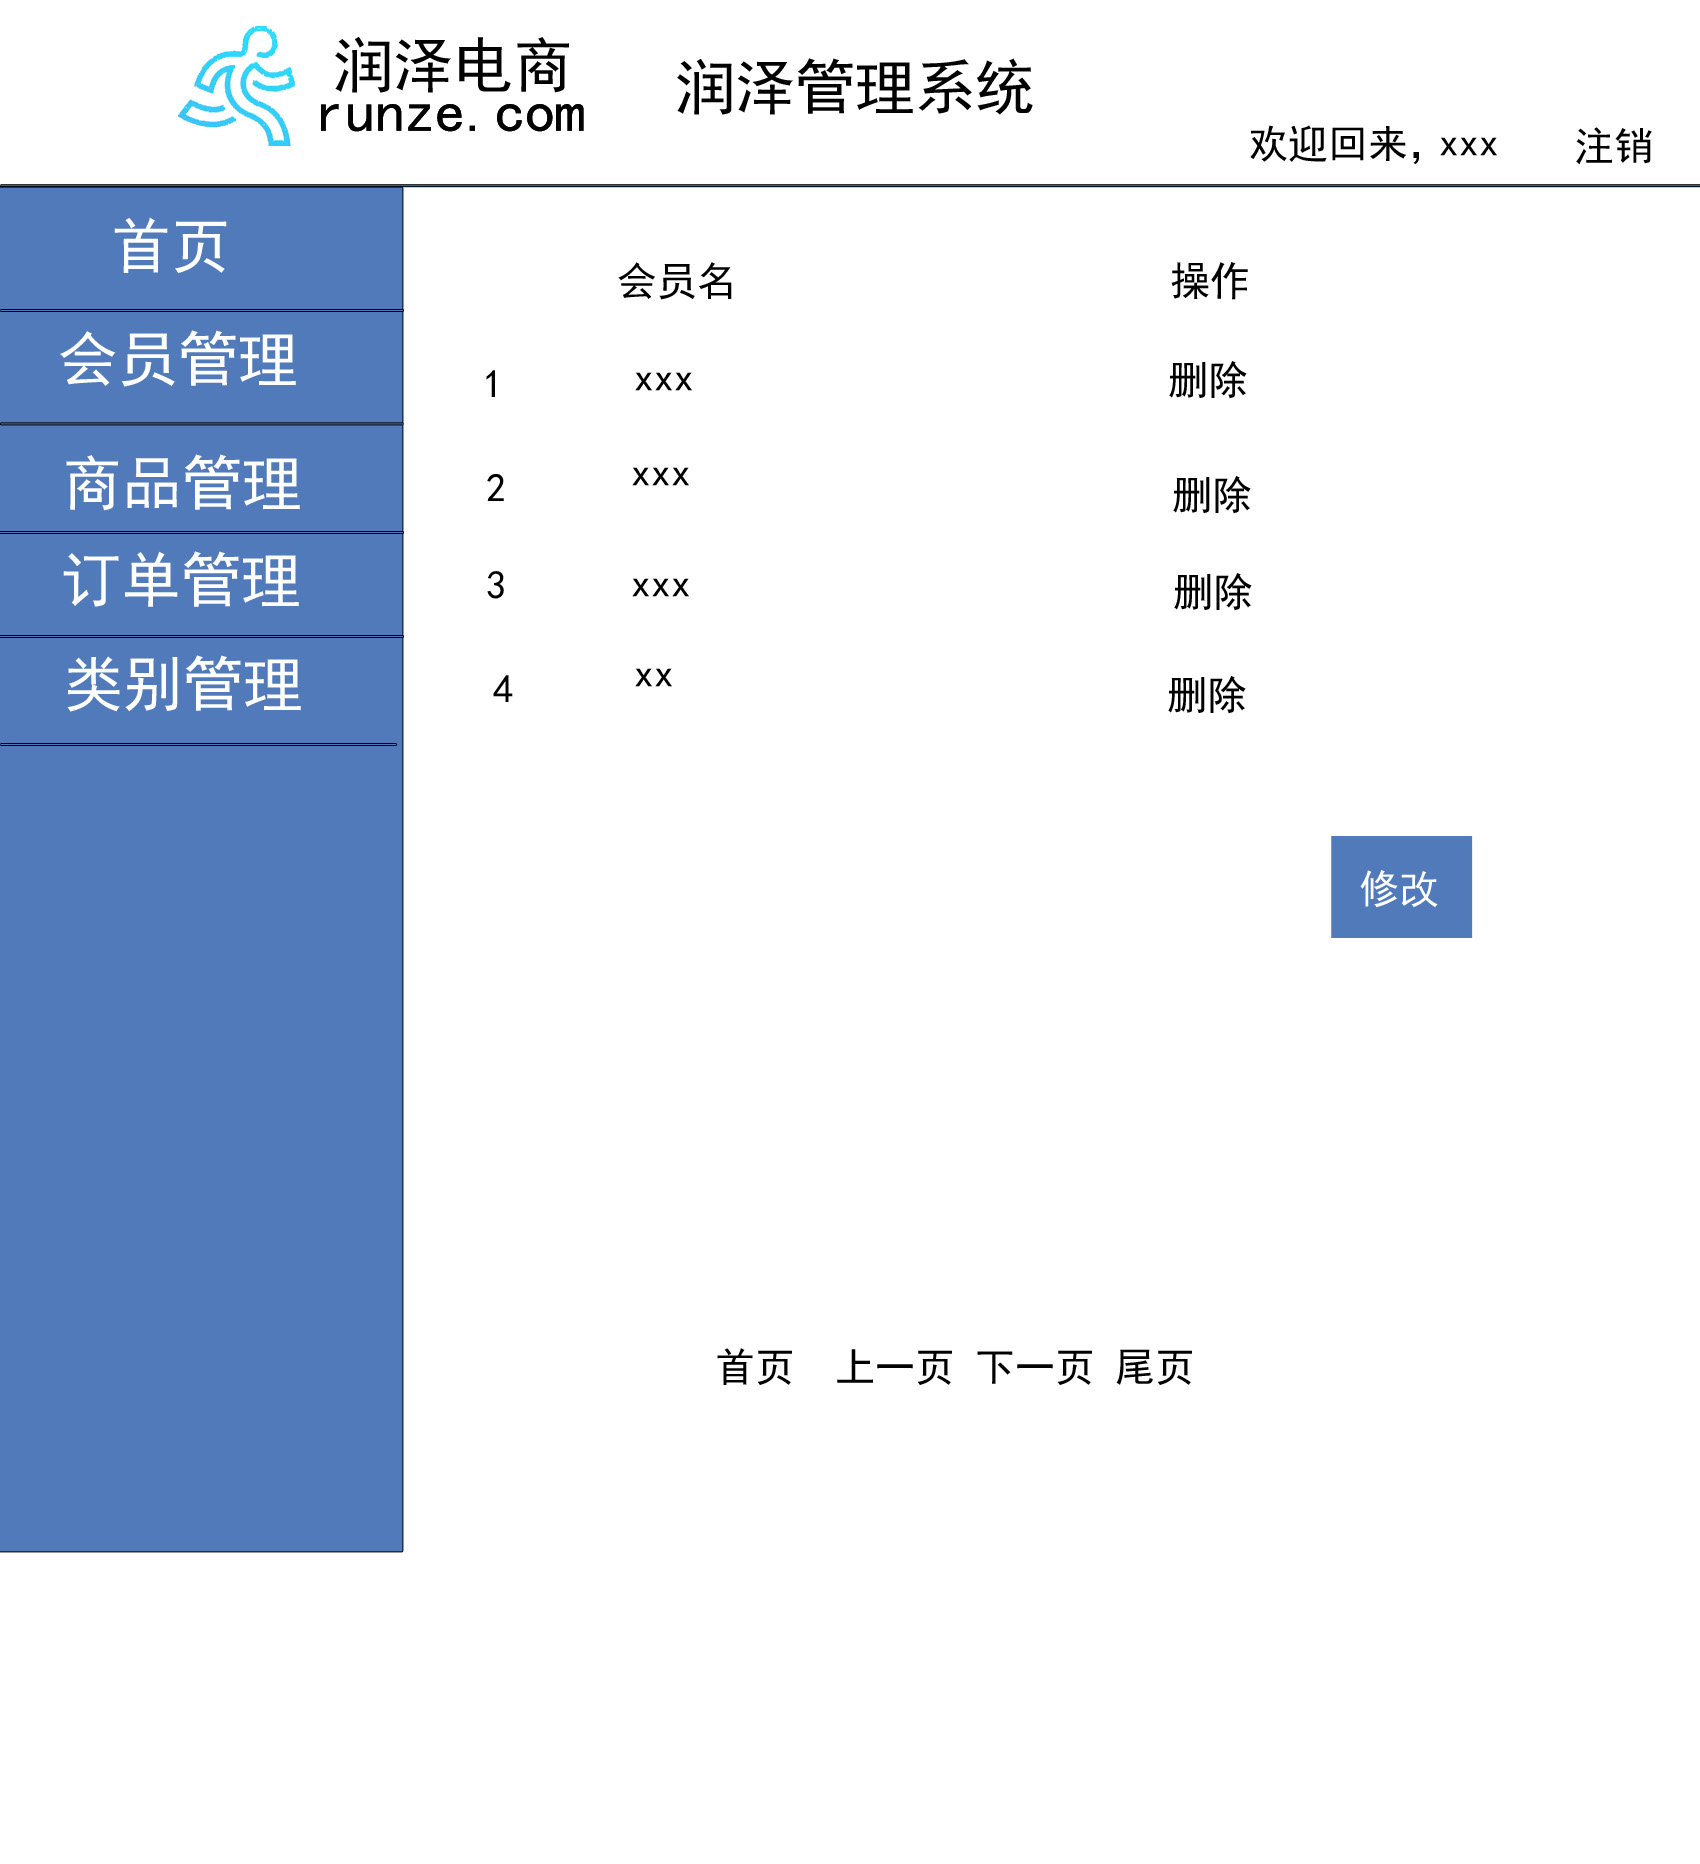 润泽电商
runze.com
润泽管理系统
欢迎回来，xxx 注销
首页
会员管理
商品管理
订单管理
类别管理
会员名 操作
1 xxx 删除
2 xxx 删除
3 xxx 删除
4 xx 删除
修改
首页 上一页 下一页 尾页